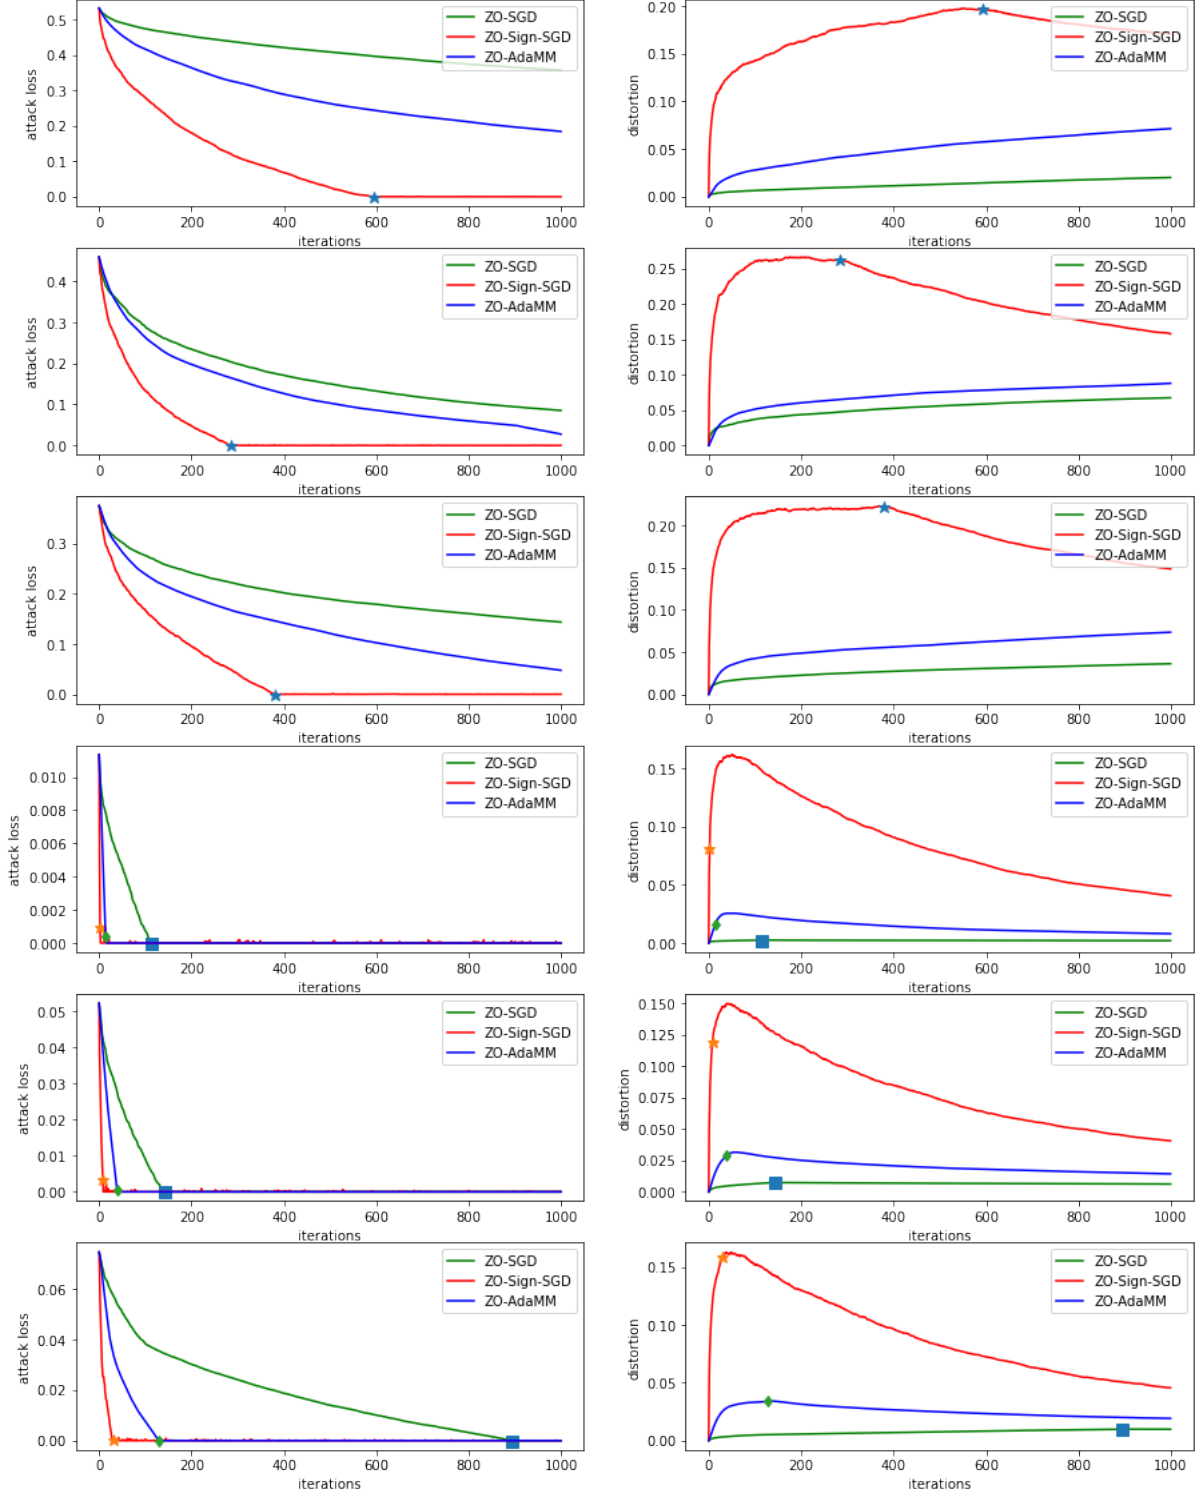 0.5
0.4
0.3
0.2
0.1
0.0
attack loss
0 200 400 600 800 1000
iterations
ZO-SGD
ZO-Sign-SGD
ZO-AdaMM
0.20
0.15
0.10
0.05
0.00
distortion
0 200 400 600 800 1000
iterations
ZO-SGD
ZO-Sign-SGD
ZO-AdaMM
0.4
0.3
0.2
0.1
0.0
attack loss
0 200 400 600 800 1000
iterations
ZO-SGD
ZO-Sign-SGD
ZO-AdaMM
0.25
0.20
0.15
0.10
0.05
0.00
distortion
0 200 400 600 800 1000
iterations
ZO-SGD
ZO-Sign-SGD
ZO-AdaMM
0.3
0.2
0.1
0.0
attack loss
0 200 400 600 800 1000
iterations
ZO-SGD
ZO-Sign-SGD
ZO-AdaMM
0.20
0.15
0.10
0.05
0.00
distortion
0 200 400 600 800 1000
iterations
ZO-SGD
ZO-Sign-SGD
ZO-AdaMM
0.010
0.008
0.006
0.004
0.002
0.000
attack loss
0 200 400 600 800 1000
iterations
ZO-SGD
ZO-Sign-SGD
ZO-AdaMM
0.15
0.10
0.05
0.00
distortion
0 200 400 600 800 1000
iterations
ZO-SGD
ZO-Sign-SGD
ZO-AdaMM
0.05
0.04
0.03
0.02
0.01
0.00
attack loss
0 200 400 600 800 1000
iterations
ZO-SGD
ZO-Sign-SGD
ZO-AdaMM
0.150
0.125
0.100
0.075
0.050
0.025
0.000
distortion
0 200 400 600 800 1000
iterations
ZO-SGD
ZO-Sign-SGD
ZO-AdaMM
0.06
0.04
0.02
0.00
attack loss
0 200 400 600 800 1000
iterations
ZO-SGD
ZO-Sign-SGD
ZO-AdaMM
0.15
0.10
0.05
0.00
distortion
0 200 400 600 800 1000
iterations
ZO-SGD
ZO-Sign-SGD
ZO-AdaMM